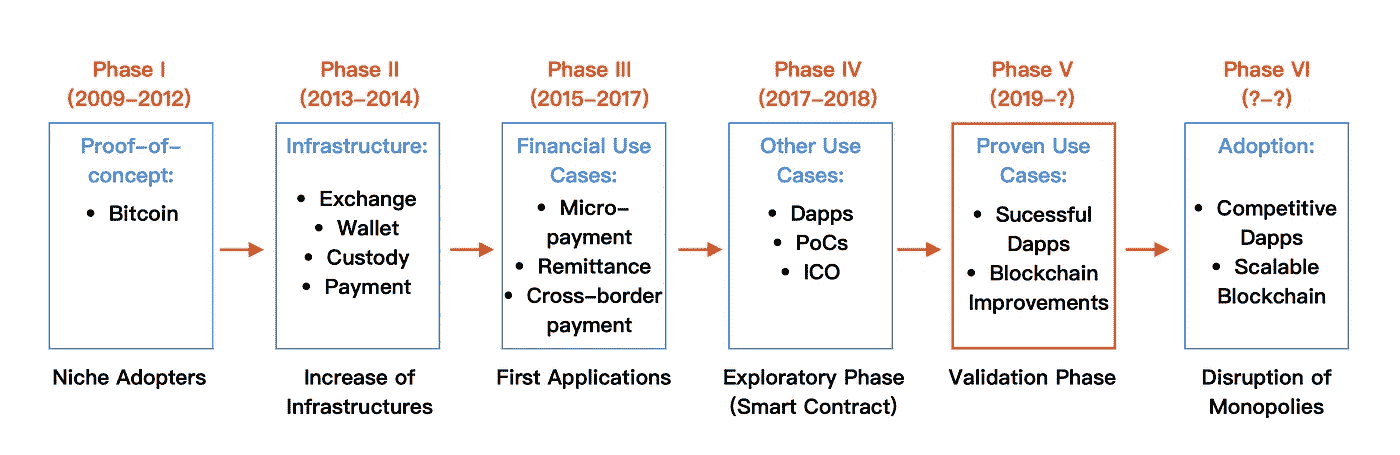 Phase I
(2009–2012)
Proof-of-
concept:
• Bitcoin
Niche Adopters
Phase II
(2013–2014)
Infrastructure:
• Exchange
• Wallet
• Custody
• Payment
Increase of
Infrastructures
Phase III
(2015–2017)
Financial Use
Cases:
• Micro-
payment
• Remittance
• Cross-border
payment
First Applications
Phase IV
(2017–2018)
Other Use
Cases:
• Dapps
• PoCs
• ICO
Exploratory Phase
(Smart Contract)
Phase V
(2019–?)
Proven Use
Cases:
• Sucessful
Dapps
• Blockchain
Improvements
Validation Phase
Phase VI
(?–?)
Adoption:
• Competitive
Dapps
• Scalable
Blockchain
Disruption of
Monopolies